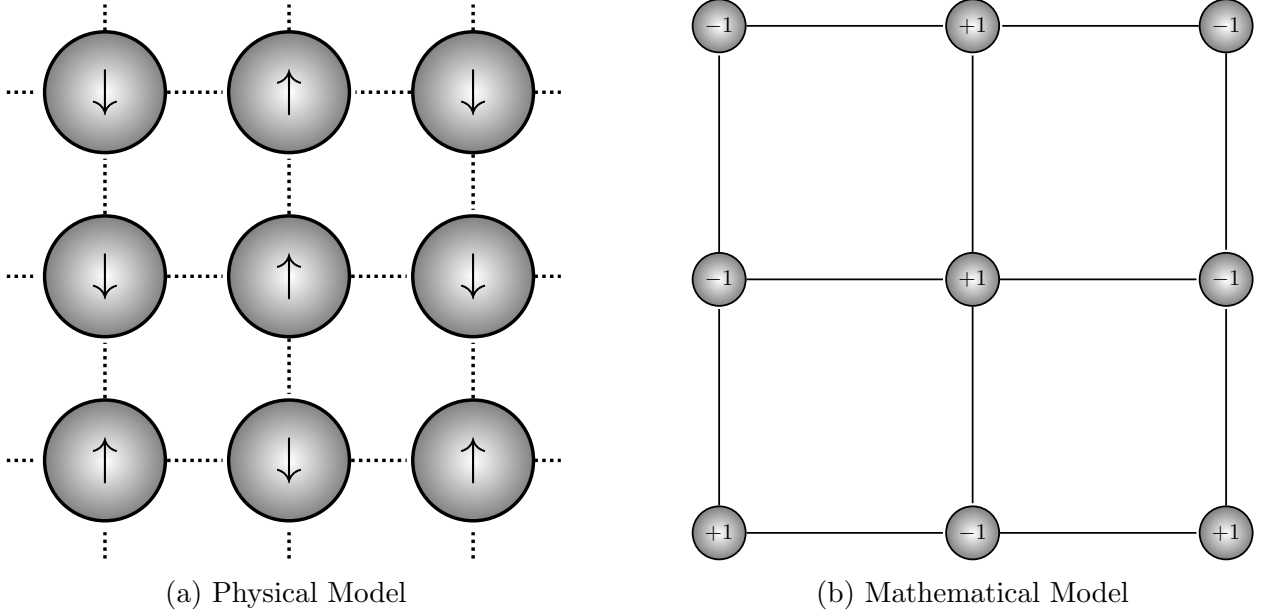 ↓ ↑ ↓
↓ ↑ ↓
↑ ↓ ↑
(a) Physical Model
−1 +1 −1
−1 +1 −1
+1 −1 +1
(b) Mathematical Model